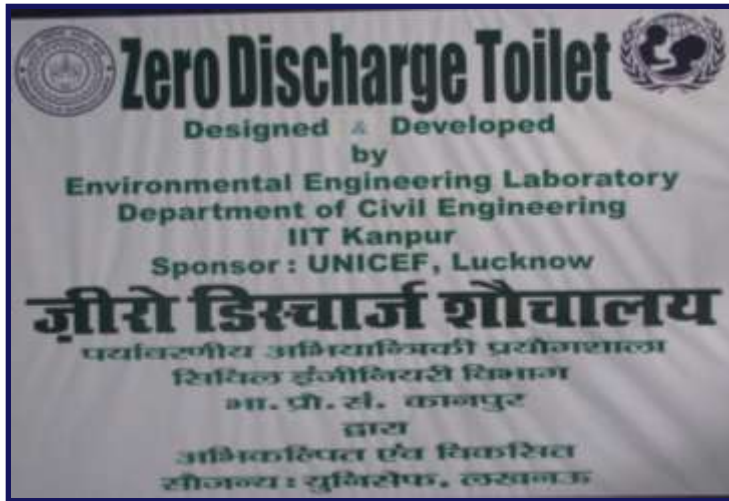 Zero Discharge Toilet
Designed & Developed
by
Environmental Engineering Laboratory
Department of Civil Engineering
IIT Kanpur
Sponsor : UNICEF, Lucknow
ज़ीरो डिस्चार्ज शौचालय
पर्यावरणीय अभियान्त्रिकी प्रयोगशाला
सिविल इंजीनियरी विभाग
भा. प्रौ. सं. कानपुर
द्वारा
अभिकल्पित एंव विकसित
सौजन्य : युनिसेफ, लखनऊ